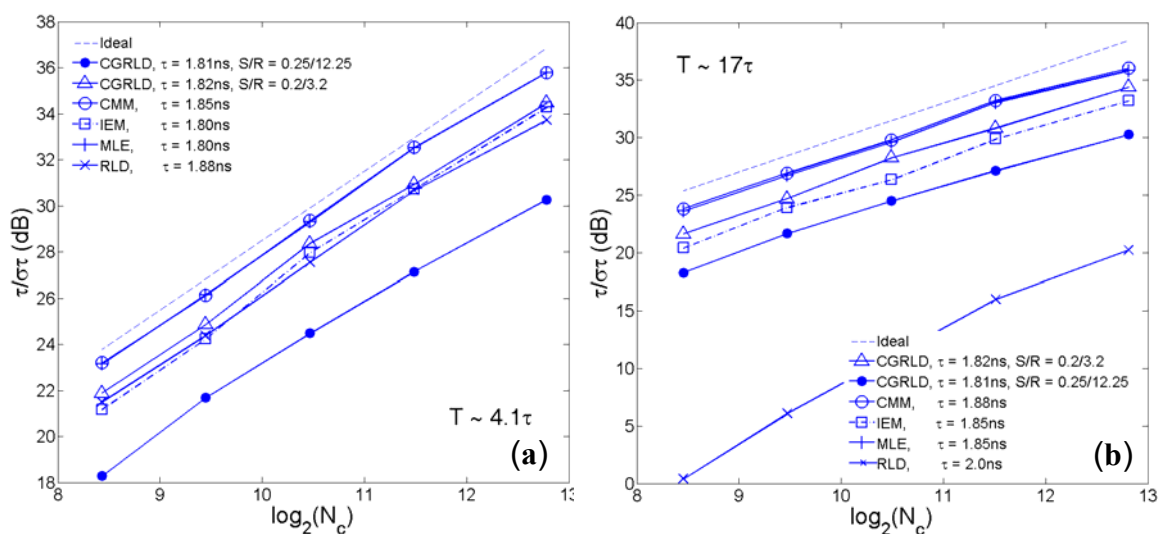 38
36
34
32
30
28
26
24
22
20
18
τ/στ (dB)
Ideal
CGRLD, τ = 1.81ns, S/R = 0.25/12.25
CGRLD, τ = 1.82ns, S/R = 0.2/3.2
CMM, τ = 1.85ns
IEM, τ = 1.80ns
MLE, τ = 1.80ns
RLD, τ = 1.88ns
T ~ 4.1τ
(a)
8 9 10 11 12 13
log2(Nc)
40
35
30
25
20
15
10
5
0
τ/στ (dB)
T ~ 17τ
Ideal
CGRLD, τ = 1.82ns, S/R = 0.2/3.2
CGRLD, τ = 1.81ns, S/R = 0.25/12.25
CMM, τ = 1.88ns
IEM, τ = 1.85ns
MLE, τ = 1.85ns
RLD, τ = 2.0ns
(b)
8 9 10 11 12 13
log2(Nc)